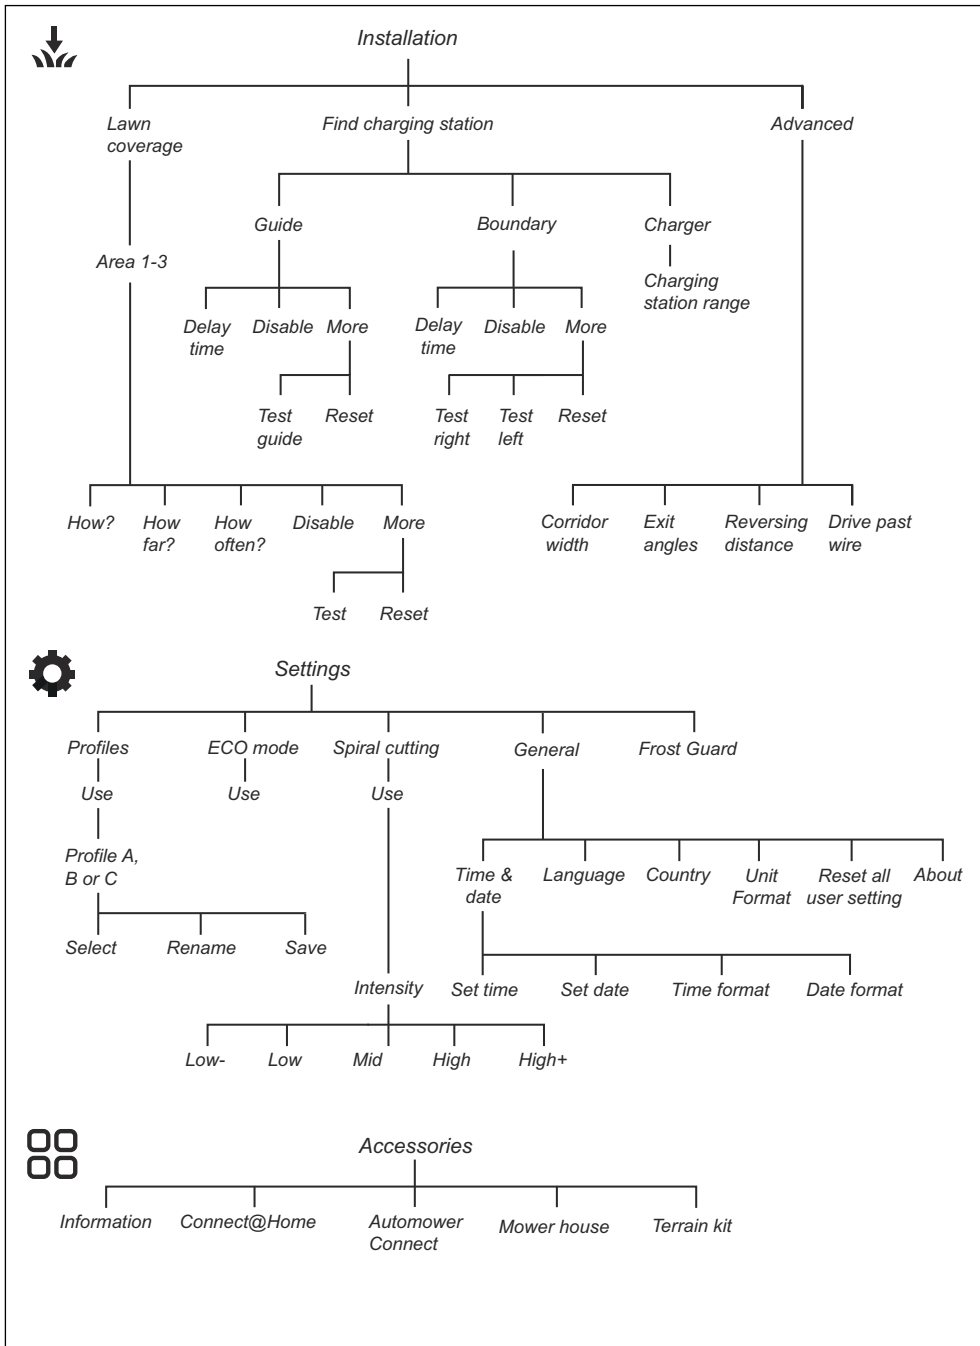 Installation
Lawn
coverage
Find charging station
Advanced
Guide
Boundary
Charger
Area 1-3
Charging
station range
Delay
time
Disable
More
Delay
time
Disable
More
Test
guide
Reset
Test
right
Test
left
Reset
How?
How
far?
How
often?
Disable
More
Corridor
width
Exit
angles
Reversing
distance
Drive past
wire
Test
Reset
Settings
Profiles
ECO mode
Spiral cutting
General
Frost Guard
Use
Use
Use
Profile A,
B or C
Time &
date
Language
Country
Unit
Format
Reset all
user setting
About
Select
Rename
Save
Intensity
Set time
Set date
Time format
Date format
Low-
Low
Mid
High
High+
Accessories
Information
Connect@Home
Automower
Connect
Mower house
Terrain kit